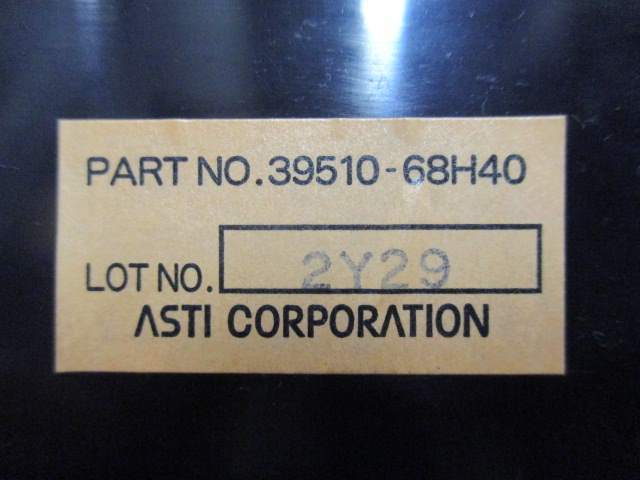 PART NO. 39510-68H40
LOT NO. 2Y29
ASTI CORPORATION